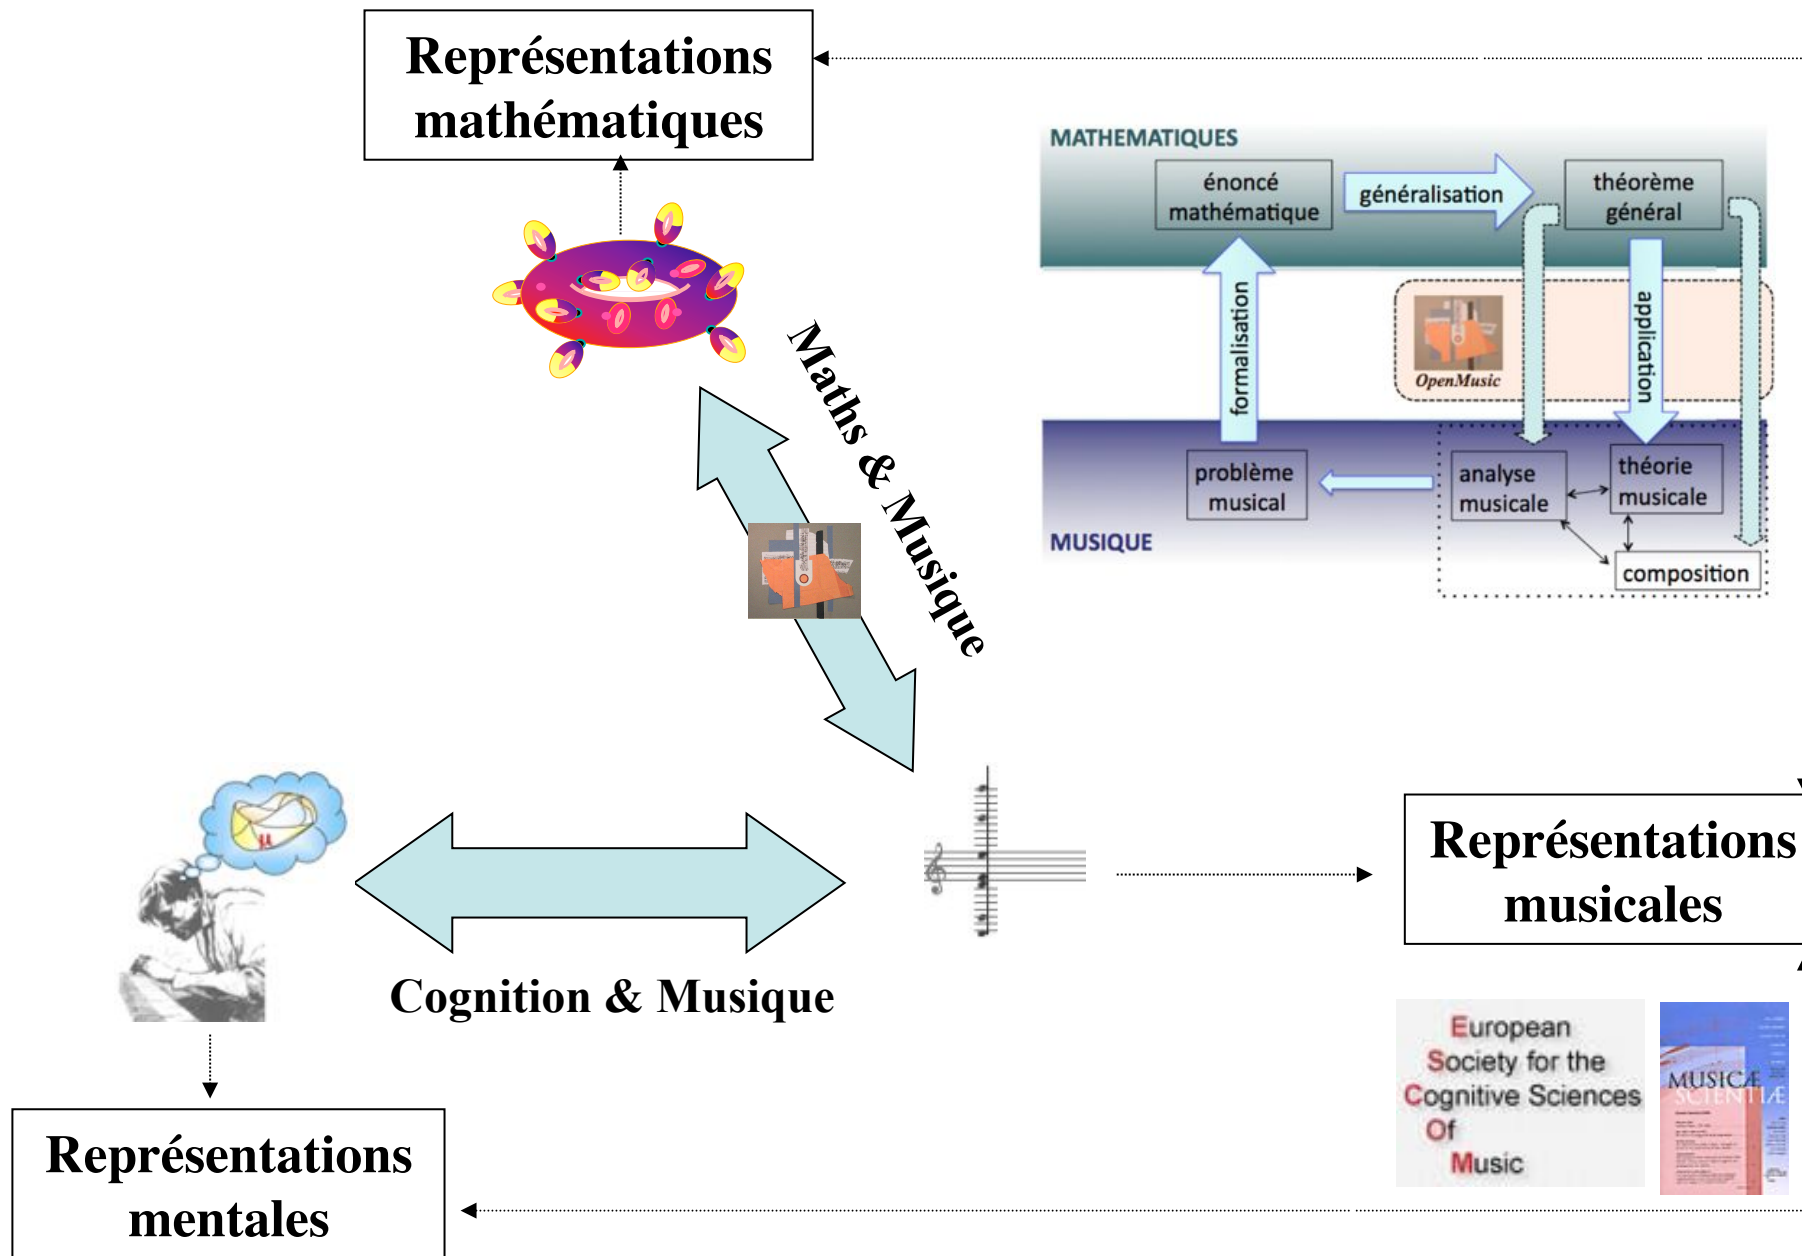 Représentations
mathématiques
MATHEMATIQUES
énoncé
mathématique
généralisation
théorème
général
formalisation
application
OpenMusic
problème
musical
analyse
musicale
théorie
musicale
composition
MUSIQUE
Maths & Musique
µ
Cognition & Musique
Représentations
musicales
European
Society for the
Cognitive Sciences
Of
Music
MUSICÆ
SCIENTIÆ
Représentations
mentales